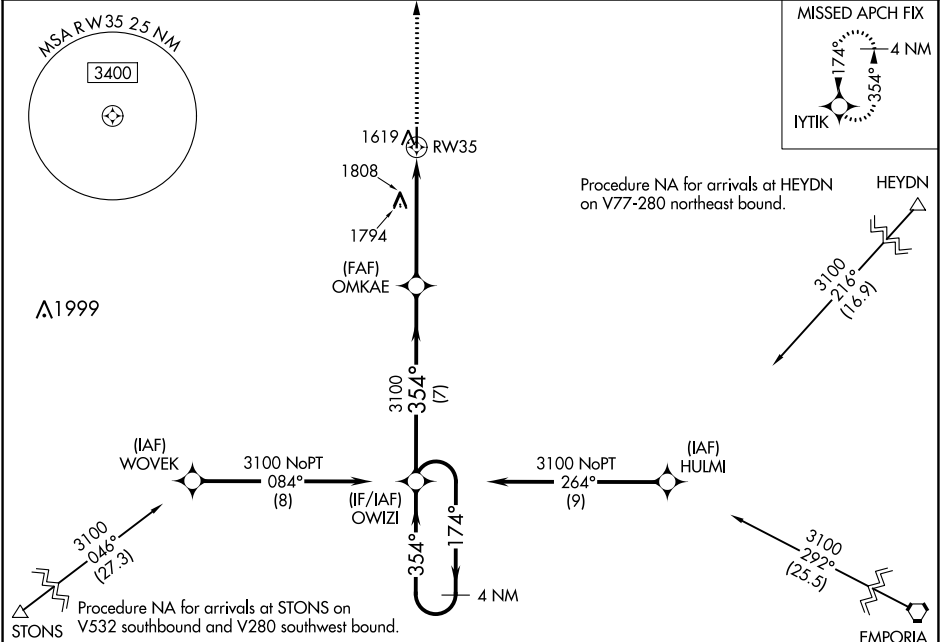 MSA RW35 25 NM
3400
MISSED APCH FIX
174°
4 NM
354°
IYTIK
1619
RW35
1808
1794
Procedure NA for arrivals at HEYDN
on V77-280 northeast bound.
HEYDN
3100
216°
(16.9)
(FAF)
OMKAE
1999
3100
354°
(7)
(IAF)
WOVEK
3100 NoPT
084°
(8)
(IF/IAF)
OWIZI
3100 NoPT
264°
(9)
(IAF)
HULMI
354°
174°
4 NM
3100
046°
(27.3)
STONS
Procedure NA for arrivals at STONS on
V532 southbound and V280 southwest bound.
3100
292°
(25.5)
EMPORIA